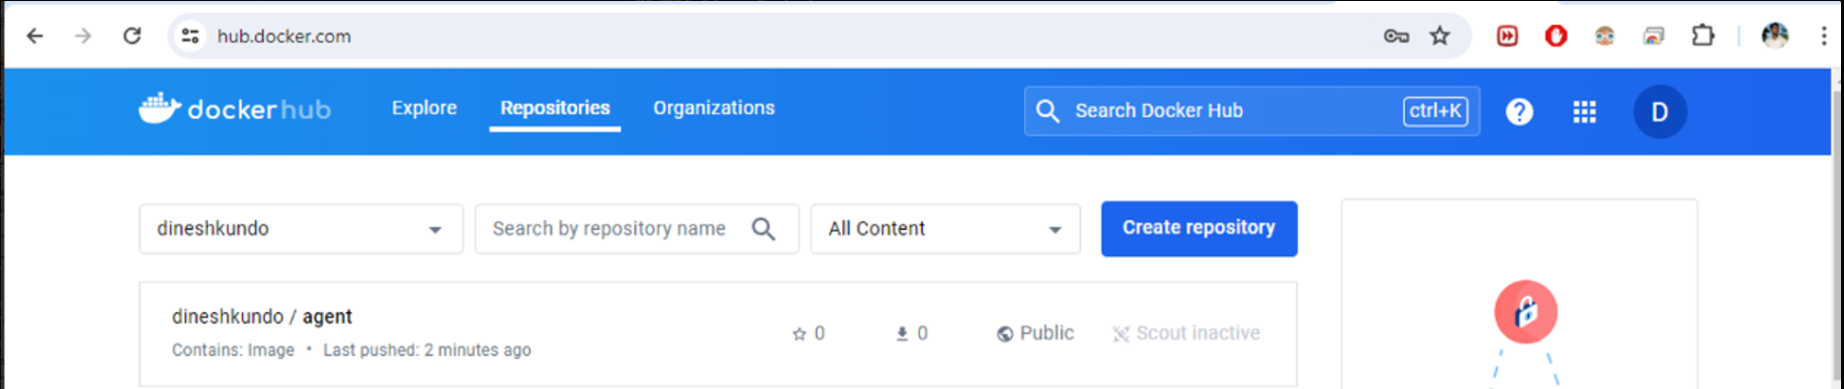 hub.docker.com
dockerhub Explore Repositories Organizations Search Docker Hub ctrl+K ? D
dineshkundo Search by repository name All Content Create repository
dineshkundo / agent
0 0 Public Scout inactive
Contains: Image • Last pushed: 2 minutes ago